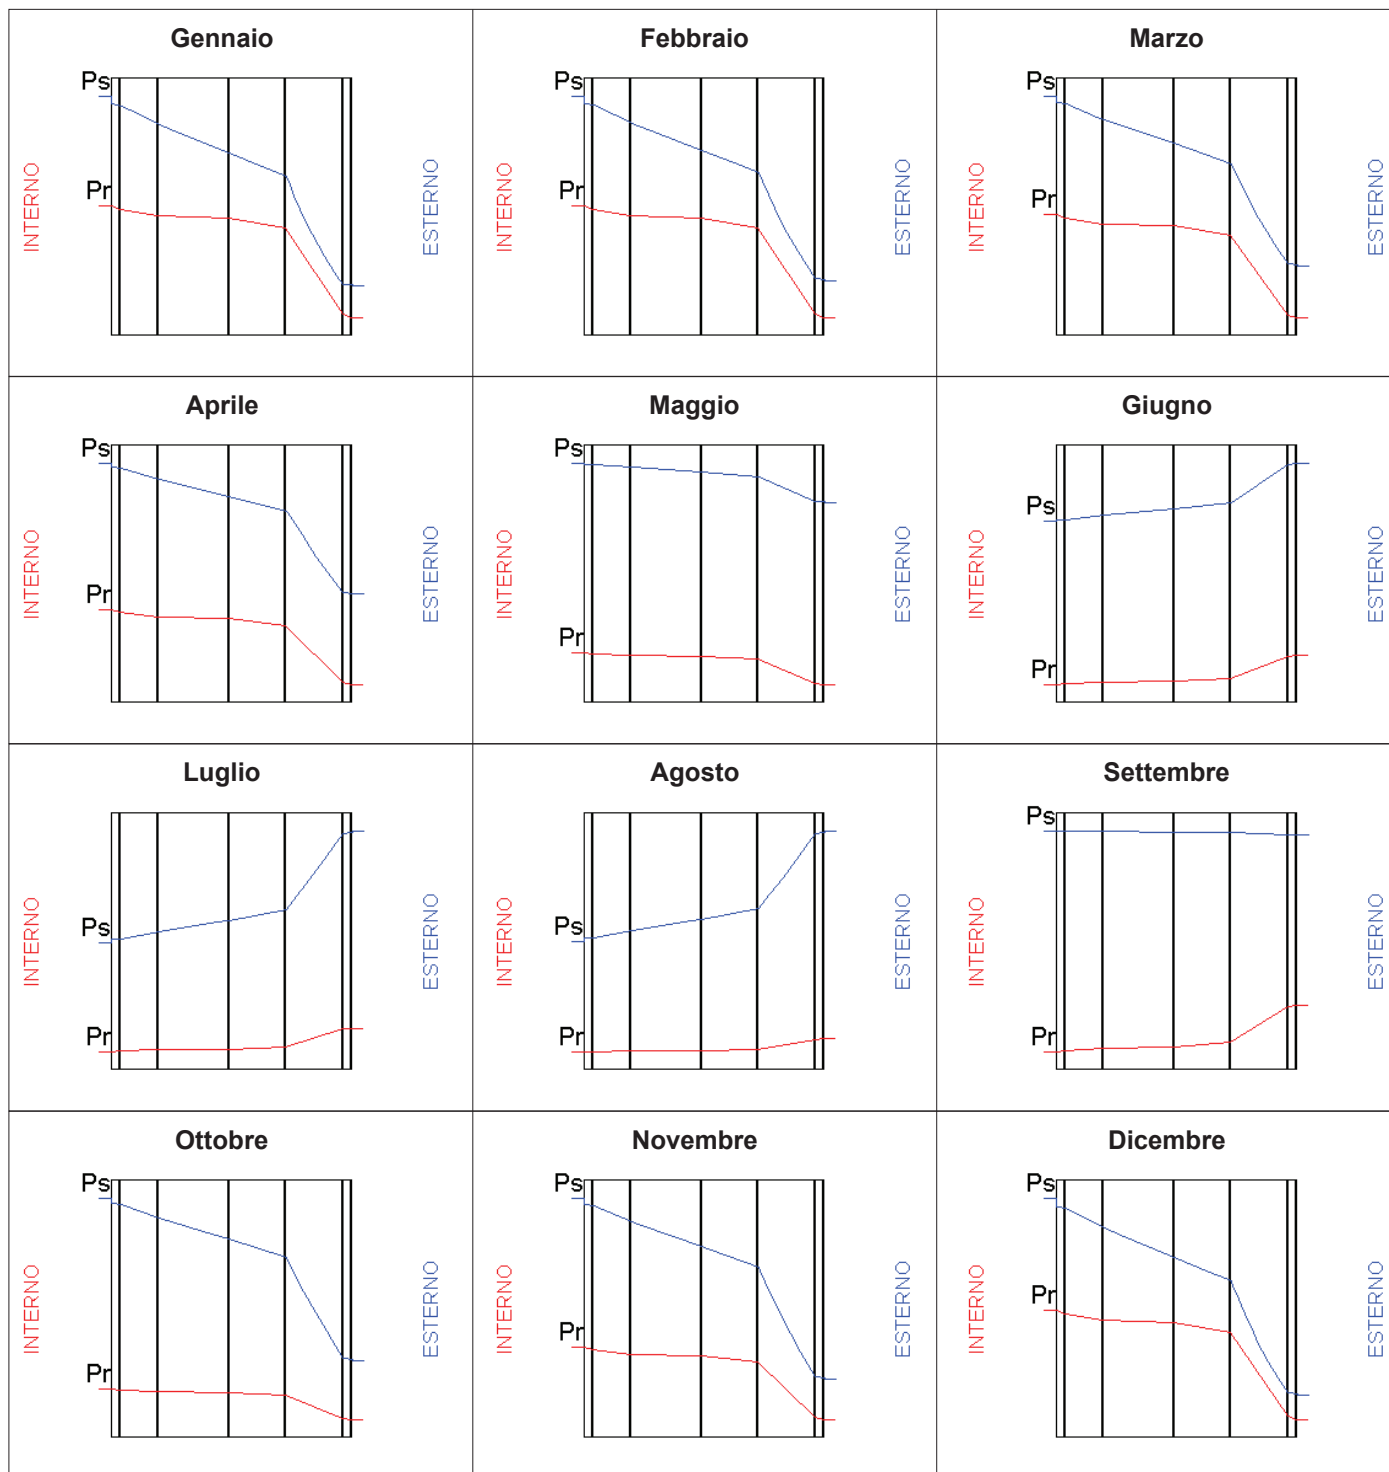 Gennaio
Febbraio
Marzo
Ps
Pr
INTERNO
ESTERNO
Ps
Pr
INTERNO
ESTERNO
Ps
Pr
INTERNO
ESTERNO
Aprile
Maggio
Giugno
Ps
Pr
INTERNO
ESTERNO
Ps
Pr
INTERNO
ESTERNO
Ps
Pr
INTERNO
ESTERNO
Luglio
Agosto
Settembre
Ps
Pr
INTERNO
ESTERNO
Ps
Pr
INTERNO
ESTERNO
Ps
Pr
INTERNO
ESTERNO
Ottobre
Novembre
Dicembre
Ps
Pr
INTERNO
ESTERNO
Ps
Pr
INTERNO
ESTERNO
Ps
Pr
INTERNO
ESTERNO